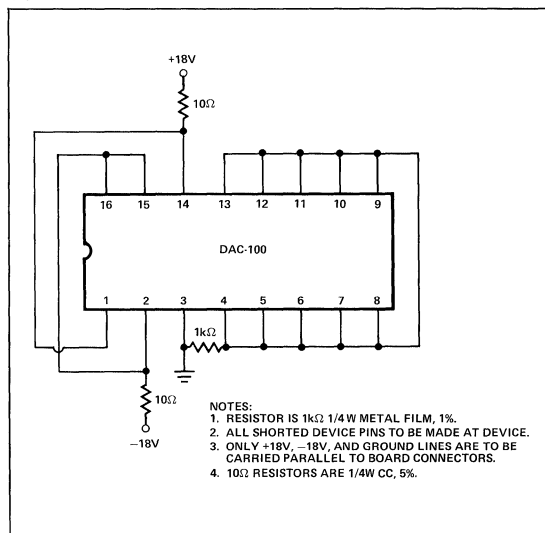 +18V
10Ω
16 15 14 13 12 11 10 9
DAC-100
1 2 3 4 5 6 7 8
1kΩ
10Ω
−18V
NOTES:
1. RESISTOR IS 1kΩ 1/4W METAL FILM, 1%.
2. ALL SHORTED DEVICE PINS TO BE MADE AT DEVICE.
3. ONLY +18V, −18V, AND GROUND LINES ARE TO BE
CARRIED PARALLEL TO BOARD CONNECTORS.
4. 10Ω RESISTORS ARE 1/4W CC, 5%.